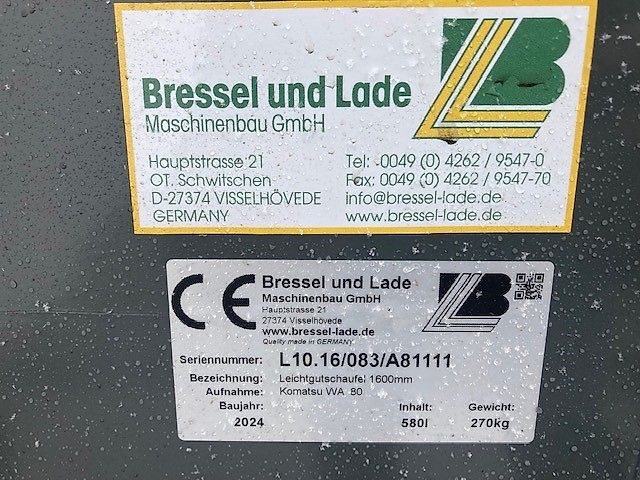 Bressel und Lade
Maschinenbau GmbH
Hauptstrasse 21
OT. Schwitschen
D-27374 VISSELHÖVEDE
GERMANY
Tel: 0049 (0) 4262 / 9547-0
Fax: 0049 (0) 4262 / 9547-70
info@bressel-lade.de
www.bressel-lade.de
BL
CE
Bressel und Lade
Maschinenbau GmbH
Hauptstrasse 21
27374 Visselhövede
www.bressel-lade.de
Quality made in GERMANY
BL
Seriennummer: L10.16/083/A81111
Bezeichnung: Leichtgutschaufel 1600mm
Aufnahme: Komatsu WA 80
Baujahr: Inhalt: Gewicht:
2024 580l 270kg